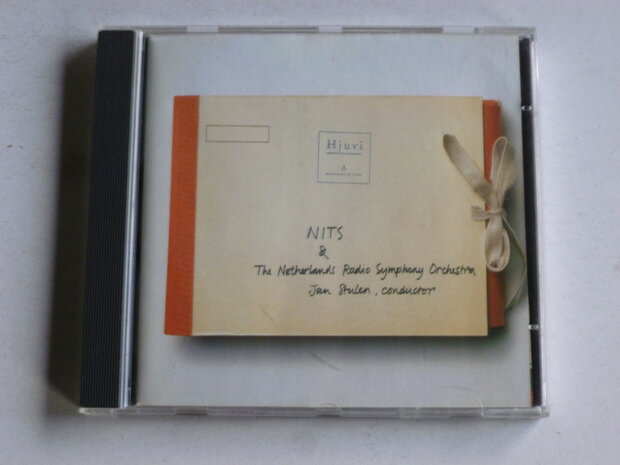 Hjuvi
A
NITS
&
The Netherlands Radio Symphony Orchestra
Jan Stulen, conductor